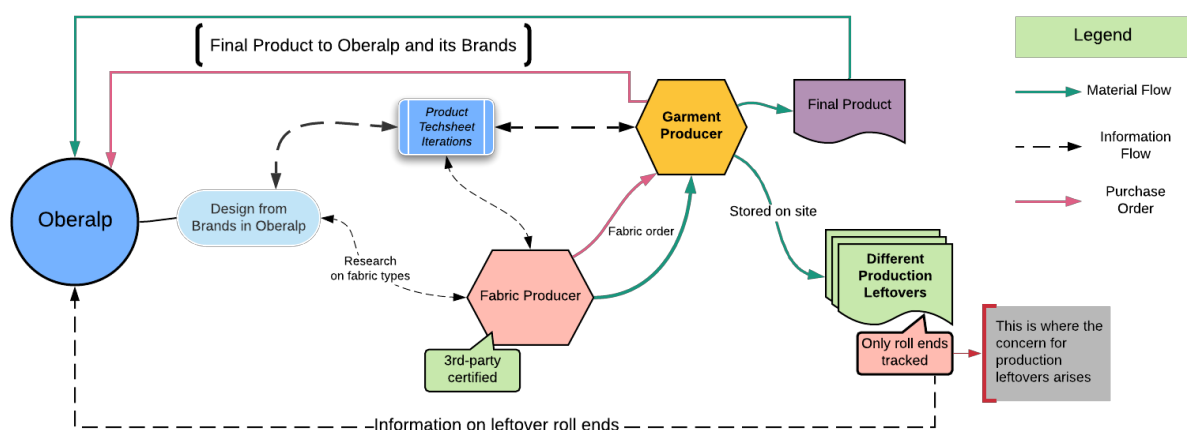 Final Product to Oberalp and its Brands
Legend
Material Flow
Information
Flow
Purchase
Order
Product
Techsheet
Iterations
Garment
Producer
Final Product
Oberalp
Design from
Brands in Oberalp
Research
on fabric types
Fabric order
Stored on site
Fabric Producer
3rd-party
certified
Different
Production
Leftovers
Only roll ends
tracked
This is where the
concern for
production
leftovers arises
Information on leftover roll ends